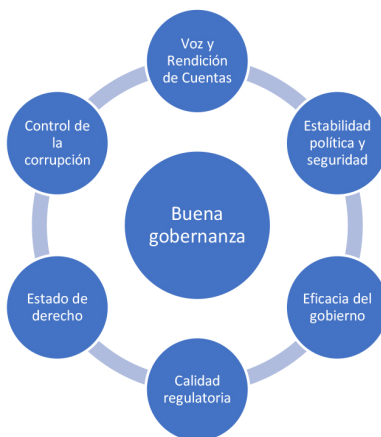 Voz y
Rendición
de Cuentas
Estabilidad
política y
seguridad
Eficacia del
gobierno
Calidad
regulatoria
Estado de
derecho
Control de
la
corrupción
Buena
gobernanza